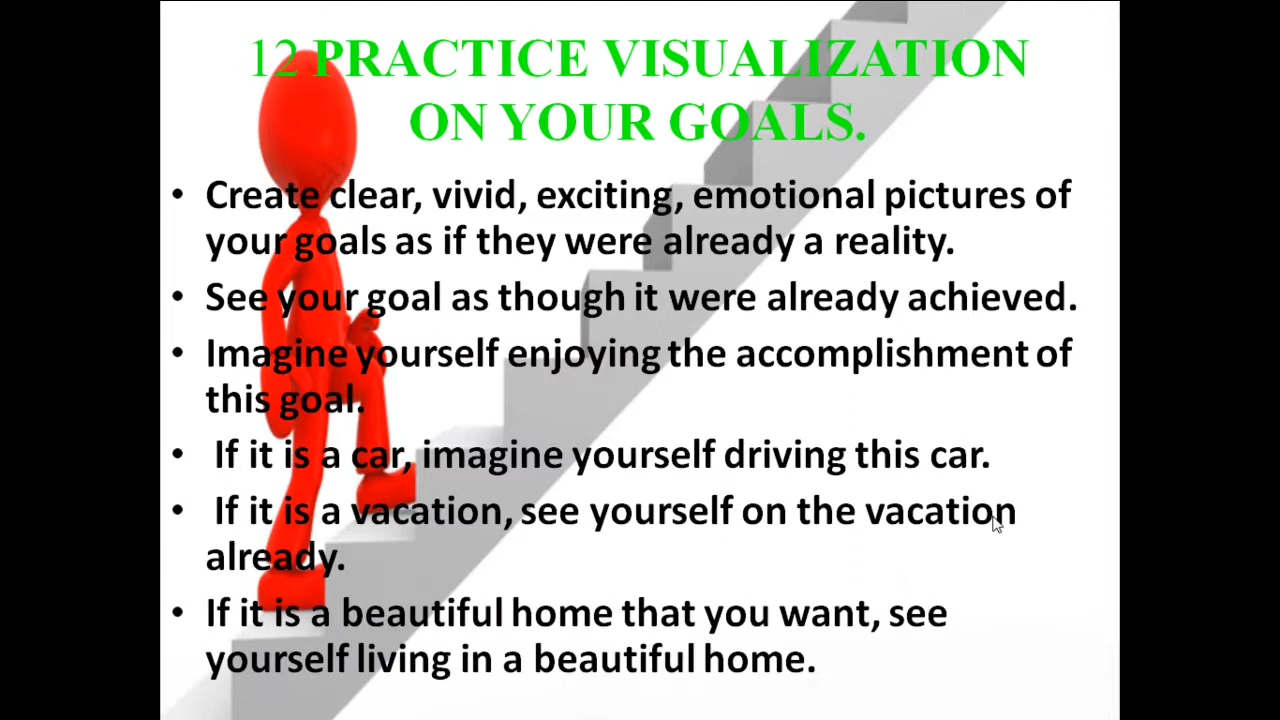 12 PRACTICE VISUALIZATION
ON YOUR GOALS.
• Create clear, vivid, exciting, emotional pictures of
your goals as if they were already a reality.
• See your goal as though it were already achieved.
• Imagine yourself enjoying the accomplishment of
this goal.
• If it is a car, imagine yourself driving this car.
• If it is a vacation, see yourself on the vacation
already.
• If it is a beautiful home that you want, see
yourself living in a beautiful home.